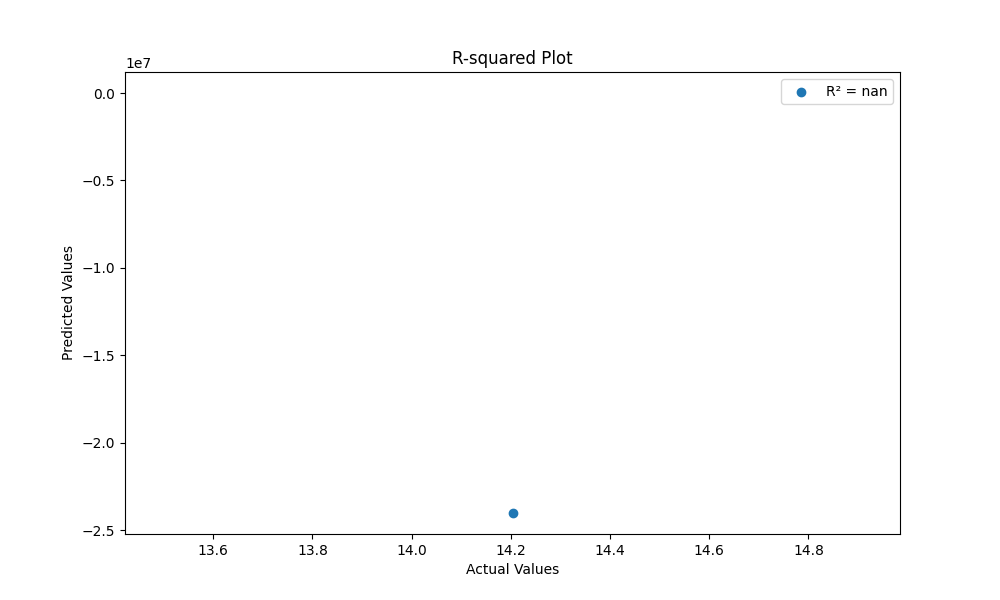 R-squared Plot
1e7
R² = nan
0.0
−0.5
−1.0
−1.5
−2.0
−2.5
Predicted Values
13.6 13.8 14.0 14.2 14.4 14.6 14.8
Actual Values